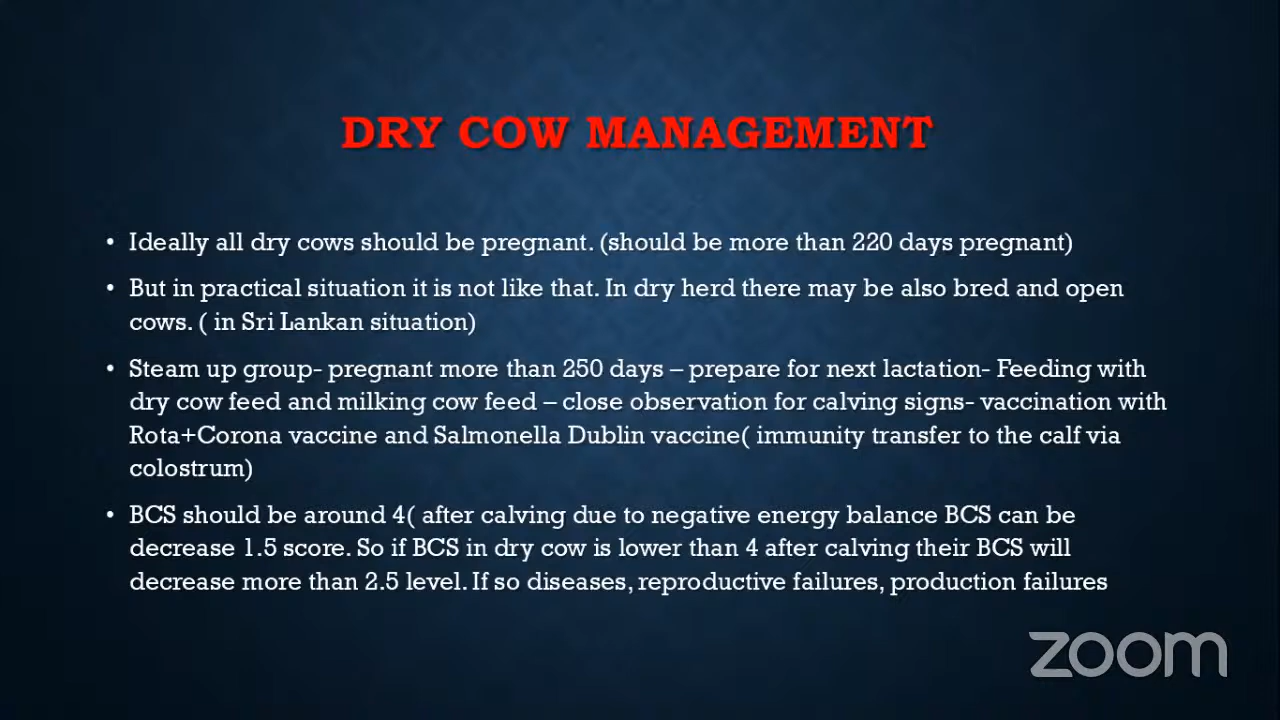 DRY COW MANAGEMENT
• Ideally all dry cows should be pregnant. (should be more than 220 days pregnant)
• But in practical situation it is not like that. In dry herd there may be also bred and open
cows. ( in Sri Lankan situation)
• Steam up group- pregnant more than 250 days – prepare for next lactation- Feeding with
dry cow feed and milking cow feed – close observation for calving signs- vaccination with
Rota+Corona vaccine and Salmonella Dublin vaccine( immunity transfer to the calf via
colostrum)
• BCS should be around 4( after calving due to negative energy balance BCS can be
decrease 1.5 score. So if BCS in dry cow is lower than 4 after calving their BCS will
decrease more than 2.5 level. If so diseases, reproductive failures, production failures
zoom